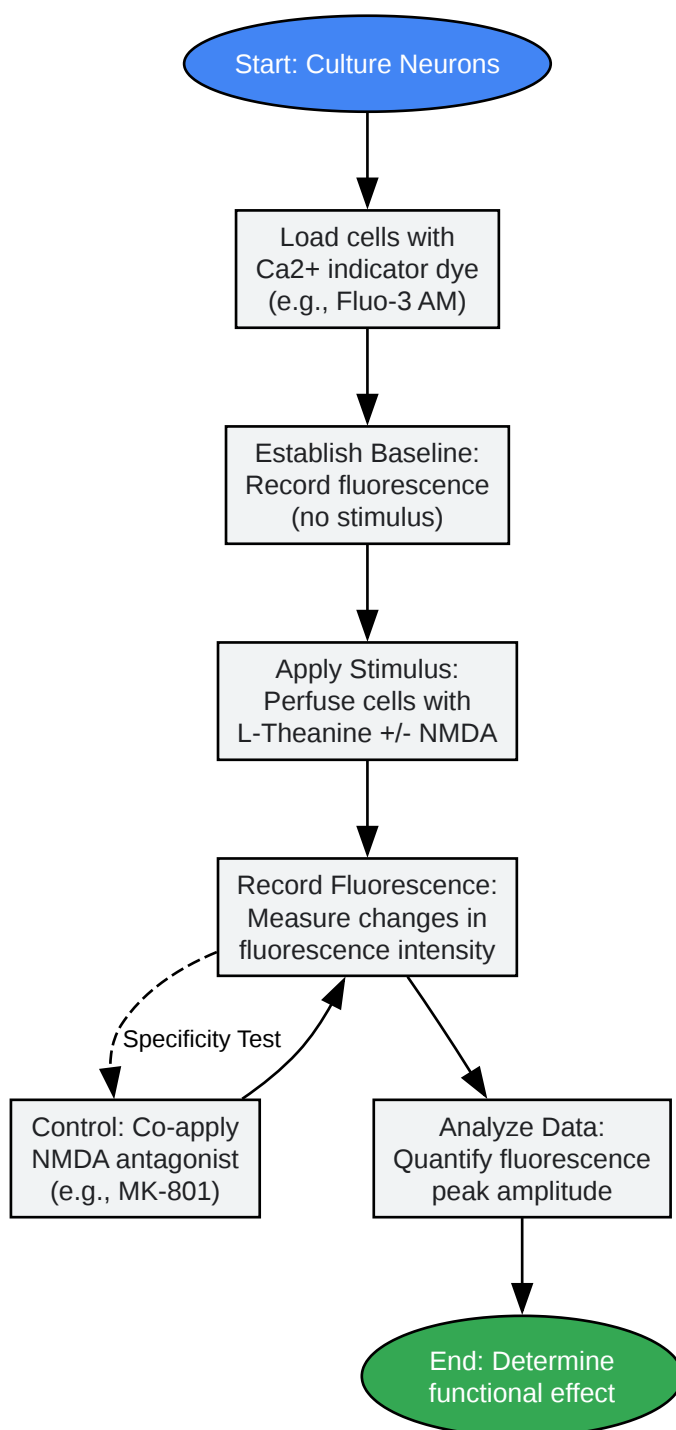 Start: Culture Neurons
Load cells with
Ca2+ indicator dye
(e.g., Fluo-3 AM)
Establish Baseline:
Record fluorescence
(no stimulus)
Apply Stimulus:
Perfuse cells with
L-Theanine +/- NMDA
Record Fluorescence:
Measure changes in
fluorescence intensity
Specificity Test
Control: Co-apply
NMDA antagonist
(e.g., MK-801)
Analyze Data:
Quantify fluorescence
peak amplitude
End: Determine
functional effect